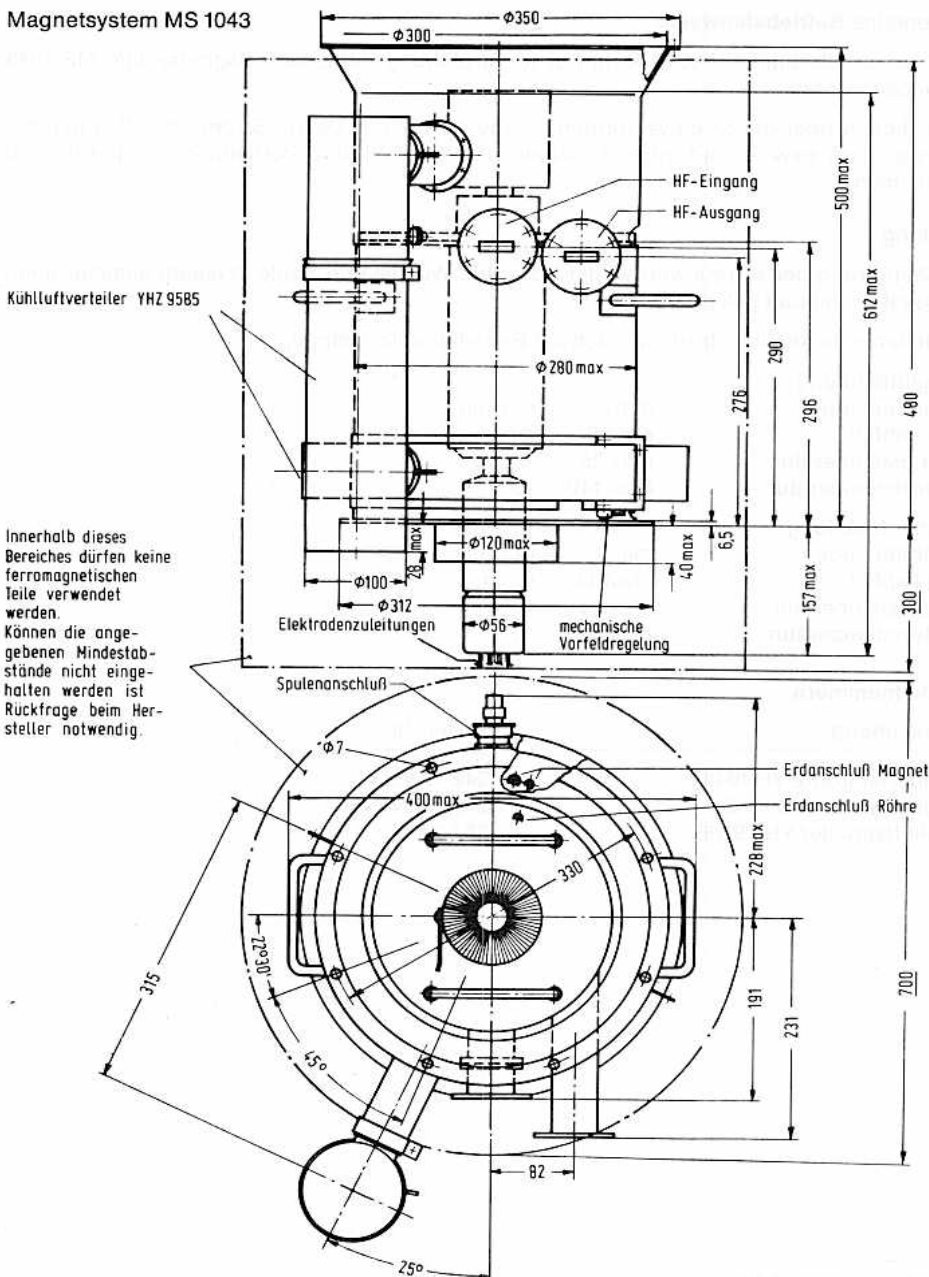 Magnetsystem MS 1043
Φ350
Φ300
HF-Eingang
HF-Ausgang
500 max
612 max
480
Kühlluftverteiler YHZ 9585
Φ280 max
276
290
296
Innerhalb dieses
Bereiches dürfen keine
ferromagnetischen
Teile verwendet
werden.
Können die ange-
gebenen Mindestab-
stände nicht einge-
halten werden ist
Rückfrage beim Her-
steller notwendig.
28 max
Φ120 max
40 max
6,5
Φ100
Φ312
157 max
300
Elektrodenzuleitungen
Φ56
mechanische
Vorfeldregelung
Spulenanschluß
Φ7
Erdanschluß Magnet
400 max
Erdanschluß Röhre
228 max
330
22°30
315
45°
191
231
700
82
25°